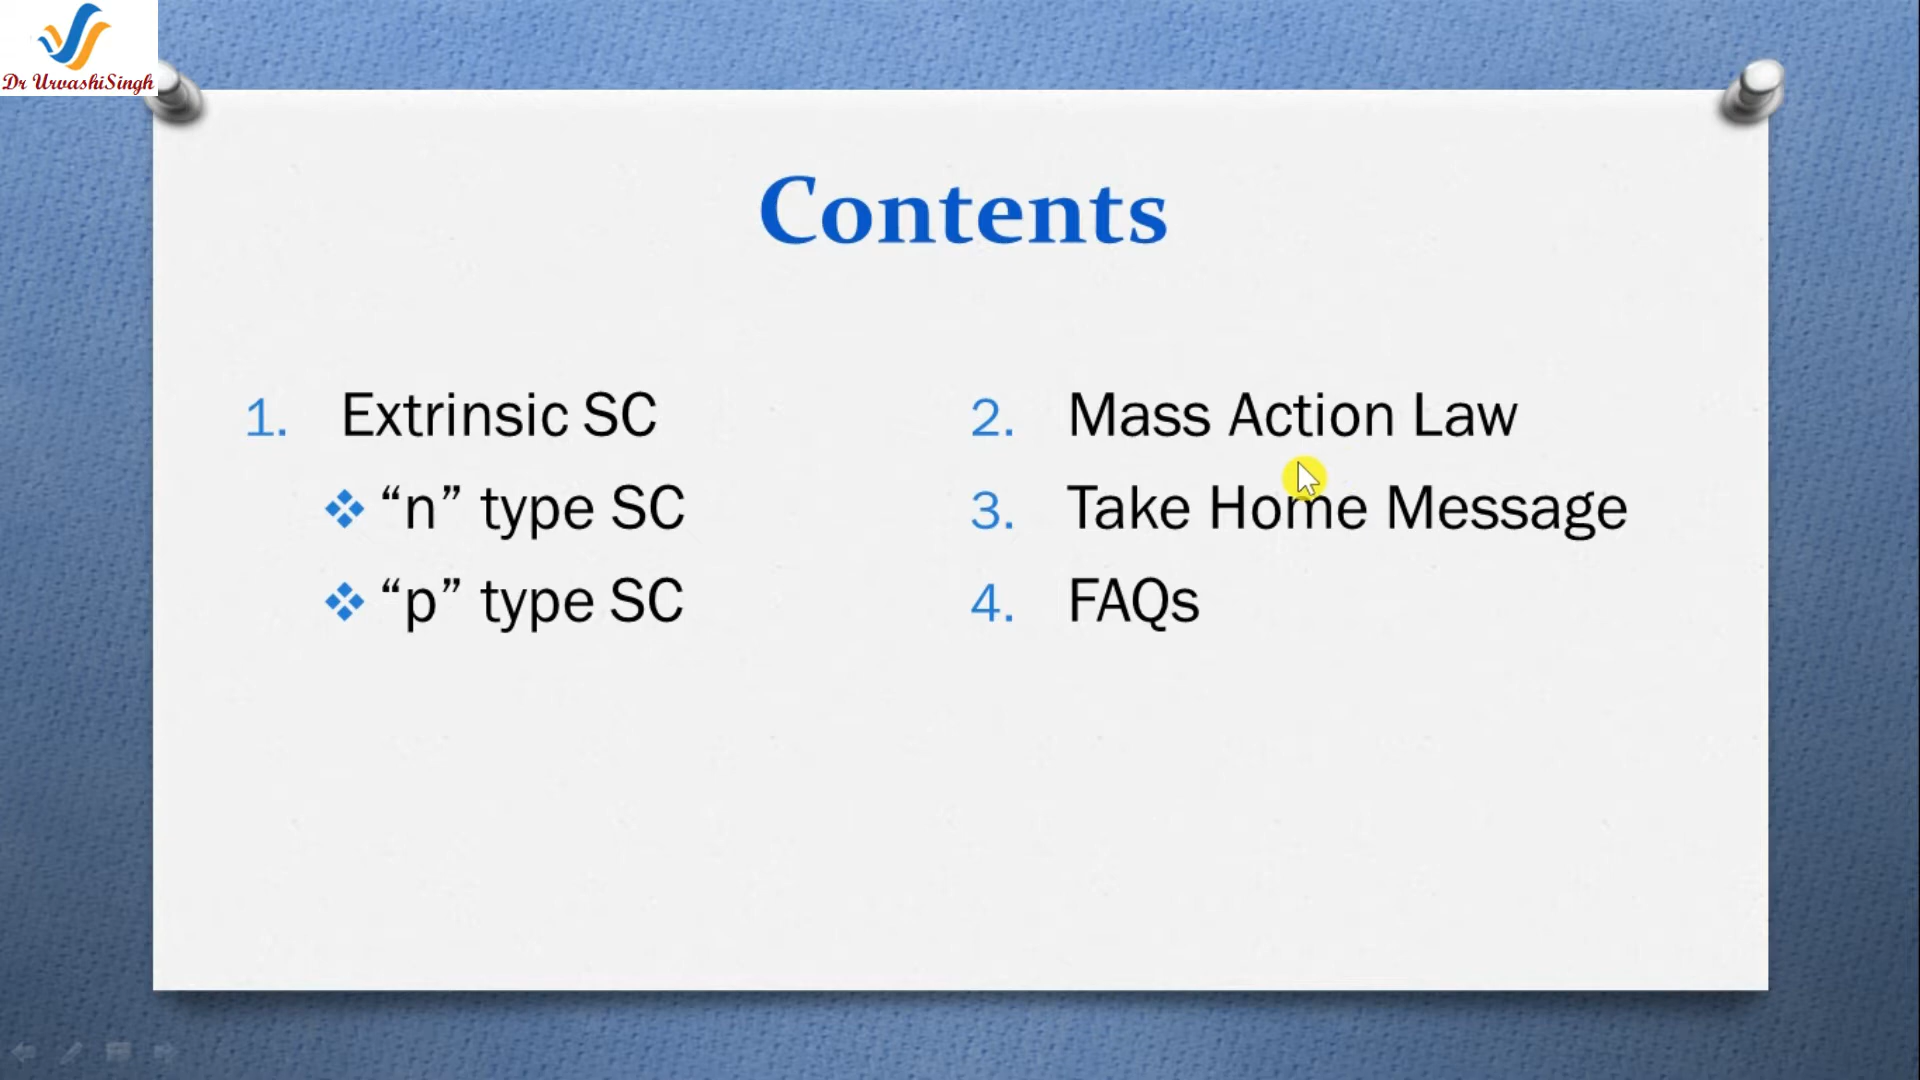 Dr UrvashiSingh
Contents
1. Extrinsic SC
❖ “n” type SC
❖ “p” type SC
2. Mass Action Law
3. Take Home Message
4. FAQs